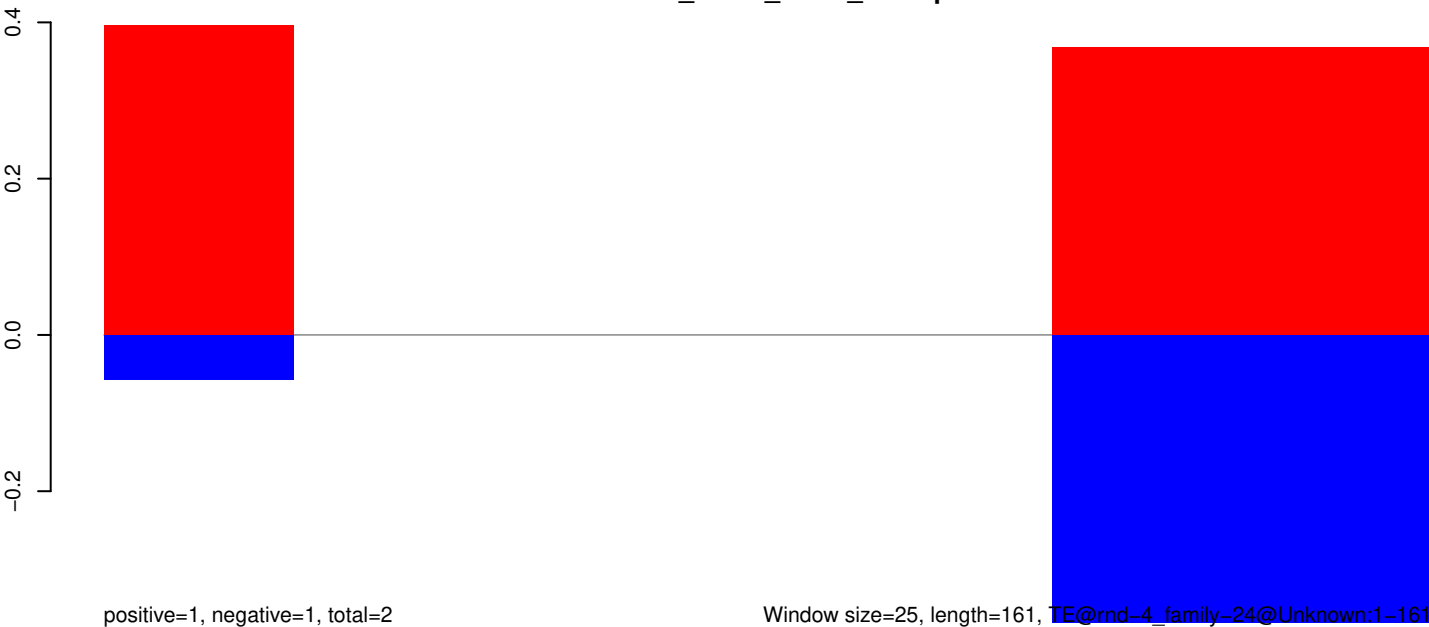 0.4
0.2
0.0
−0.2
positive=1, negative=1, total=2
Window size=25, length=161, TE@rnd−4_family−24@Unknown:1−161